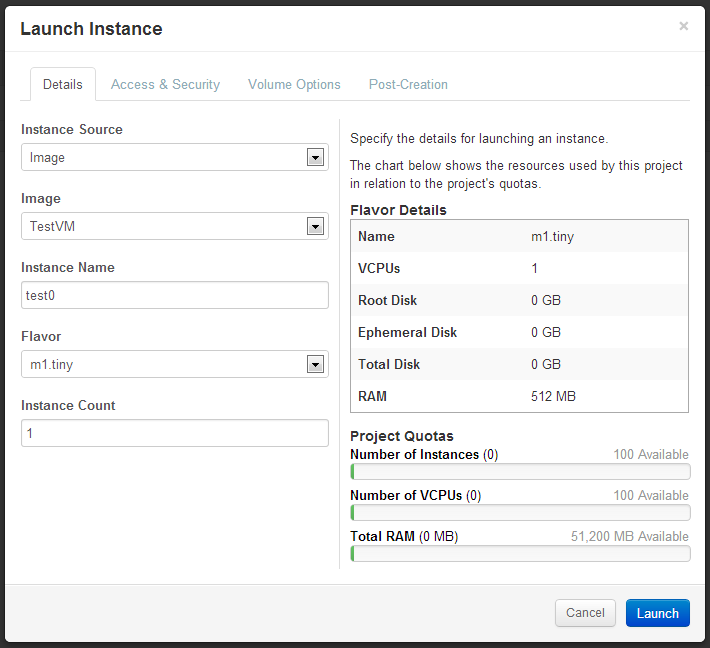 Launch Instance
×
Details Access & Security Volume Options Post-Creation
Instance Source
Image
Image
TestVM
Instance Name
test0
Flavor
m1.tiny
Instance Count
1
Specify the details for launching an instance.
The chart below shows the resources used by this project
in relation to the project's quotas.
Flavor Details
Name m1.tiny
VCPUs 1
Root Disk 0 GB
Ephemeral Disk 0 GB
Total Disk 0 GB
RAM 512 MB
Project Quotas
Number of Instances (0) 100 Available
Number of VCPUs (0) 100 Available
Total RAM (0 MB) 51,200 MB Available
Cancel Launch